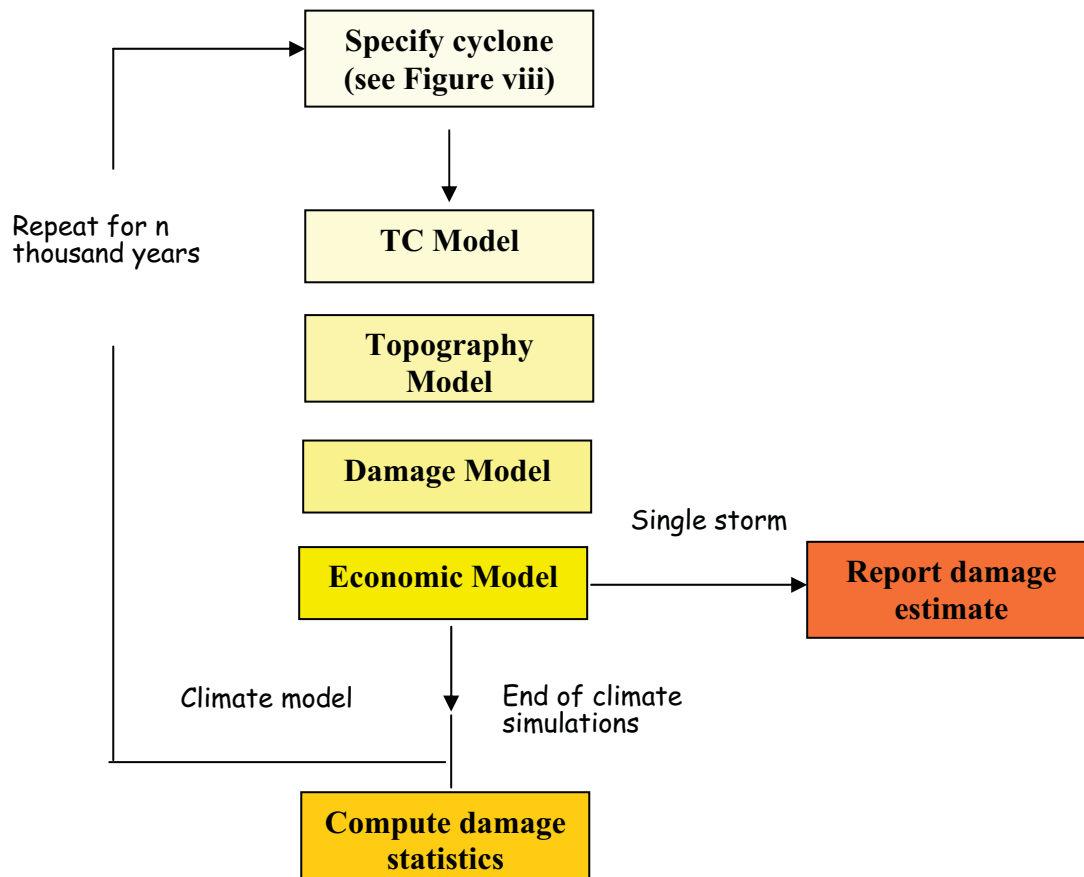 Specify cyclone
(see Figure viii)
Repeat for n
thousand years
TC Model
Topography
Model
Damage Model
Single storm
Economic Model
Report damage
estimate
Climate model
End of climate
simulations
Compute damage
statistics